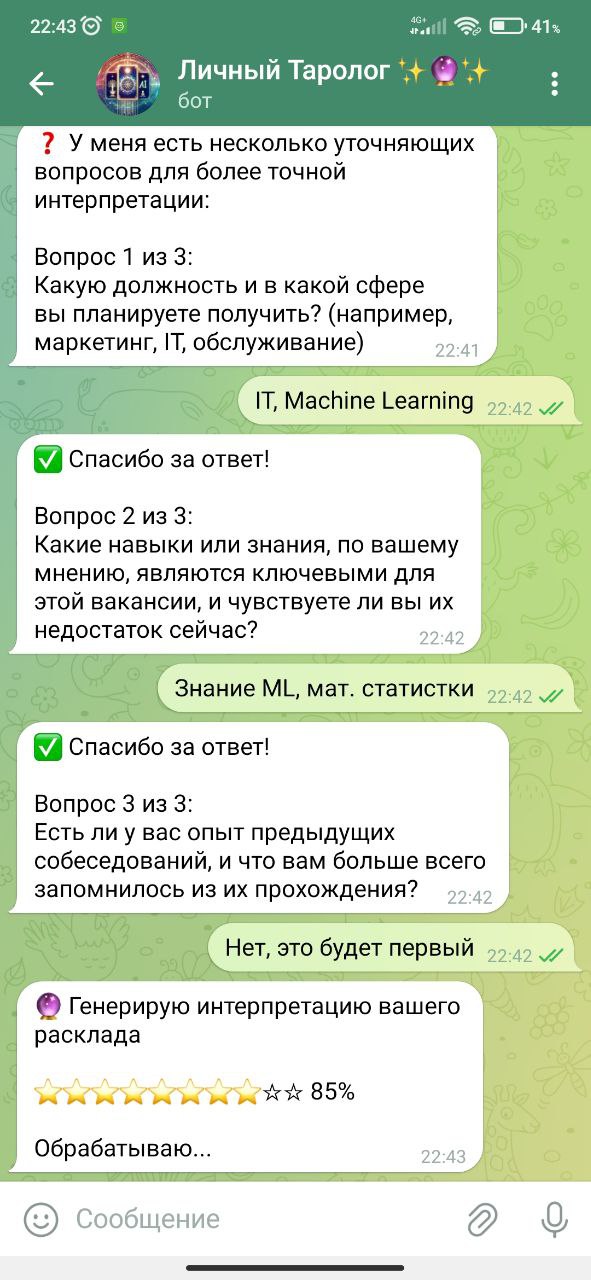 22:43
4G+
41%
Личный Таролог ✨🔮✨
бот
❓ У меня есть несколько уточняющих
вопросов для более точной
интерпретации:
Вопрос 1 из 3:
Какую должность и в какой сфере
вы планируете получить? (например,
маркетинг, IT, обслуживание)
22:41
IT, Machine Learning
22:42
✅ Спасибо за ответ!
Вопрос 2 из 3:
Какие навыки или знания, по вашему
мнению, являются ключевыми для
этой вакансии, и чувствуете ли вы их
недостаток сейчас?
22:42
Знание ML, мат. статистки
22:42
✅ Спасибо за ответ!
Вопрос 3 из 3:
Есть ли у вас опыт предыдущих
собеседований, и что вам больше всего
запомнилось из их прохождения?
22:42
Нет, это будет первый
22:42
🔮 Генерирую интерпретацию вашего
расклада
⭐⭐⭐⭐⭐⭐⭐⭐☆☆ 85%
Обрабатываю...
22:43
Сообщение